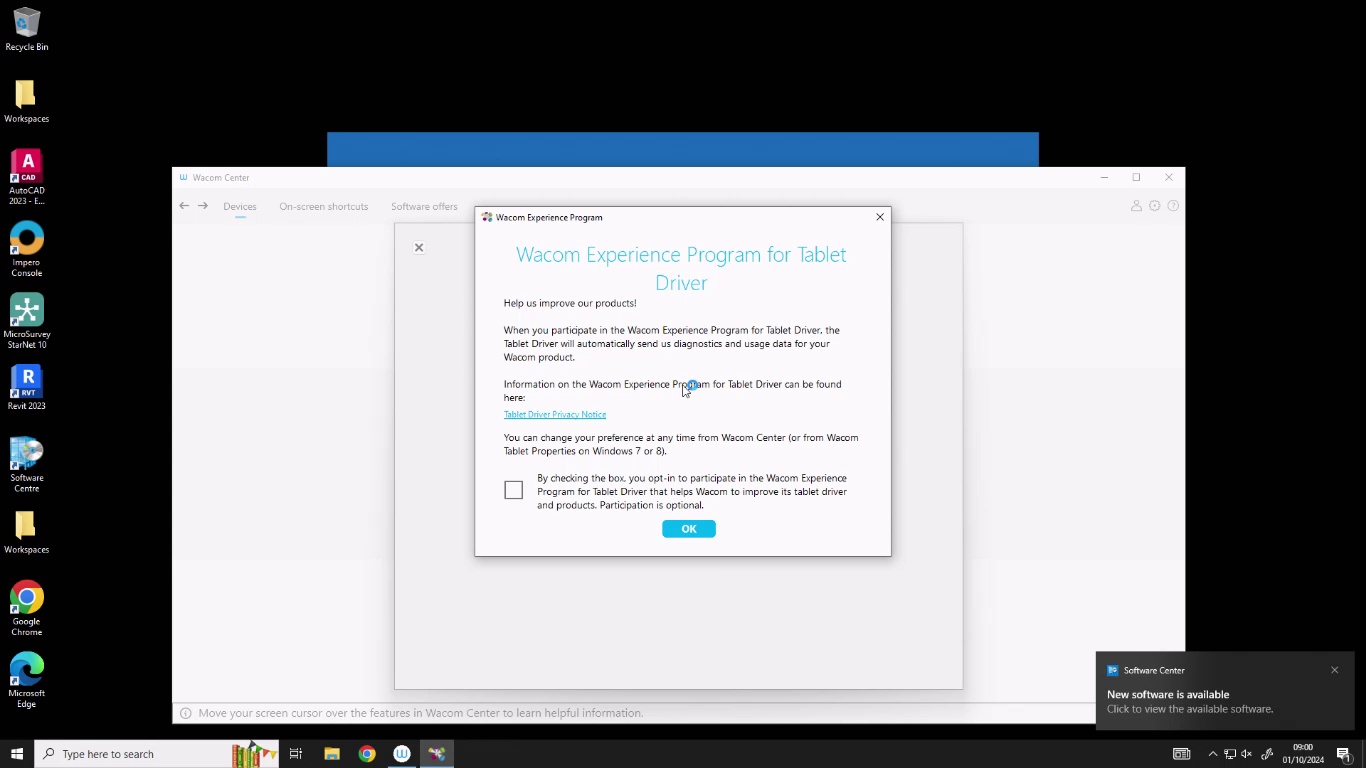 Recycle Bin
Workspaces
A
CAD
AutoCAD
2023 - E...
Impero
Console
MicroSurvey
StarNet 10
R
RVT
Revit 2023
Software
Centre
Workspaces
Google
Chrome
Microsoft
Edge
Wacom Center
Devices
On-screen shortcuts
Software offers
Wacom Experience Program
Wacom Experience Program for Tablet
Driver
Help us improve our products!
When you participate in the Wacom Experience Program for Tablet Driver, the
Tablet Driver will automatically send us diagnostics and usage data for your
Wacom product.
Information on the Wacom Experience Program for Tablet Driver can be found
here:
Tablet Driver Privacy Notice
You can change your preference at any time from Wacom Center (or from Wacom
Tablet Properties on Windows 7 or 8).
By checking the box, you opt-in to participate in the Wacom Experience
Program for Tablet Driver that helps Wacom to improve its tablet driver
and products. Participation is optional.
OK
Move your screen cursor over the features in Wacom Center to learn helpful information.
Software Center
New software is available
Click to view the available software.
Type here to search
09:00
01/10/2024
1